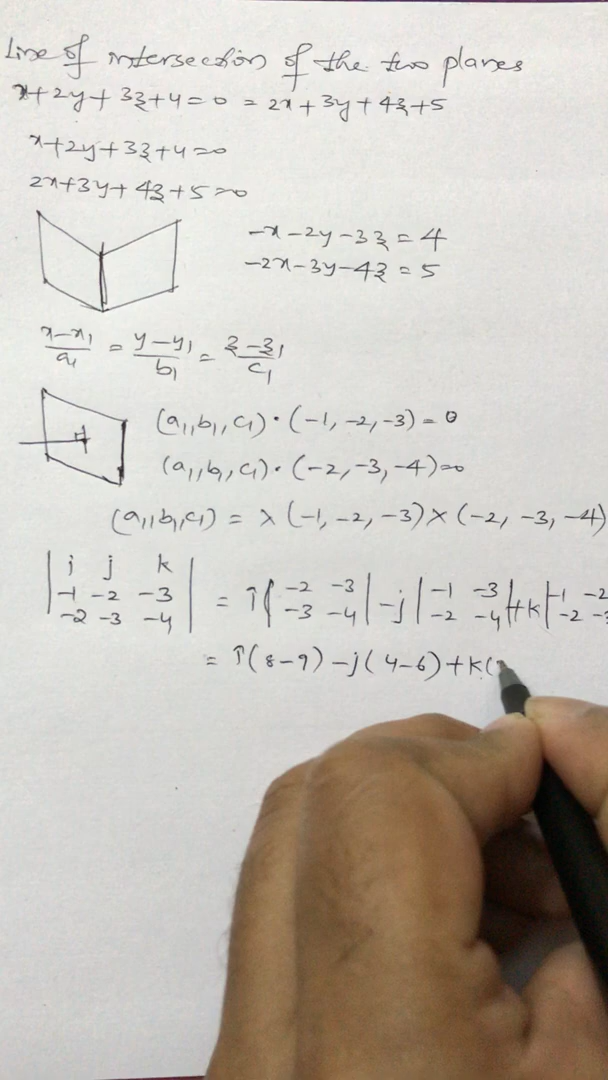 Line of intersection of the two planes
x+2y+3z+4=0 = 2x+3y+4z+5
x+2y+3z+4=0
2x+3y+4z+5=0
-x-2y-3z = 4
-2x-3y-4z = 5
x-x₁/a₁ = y-y₁/b₁ = z-z₁/c₁
(a₁,b₁,c₁)·(-1,-2,-3)=0
(a₁,b₁,c₁)·(-2,-3,-4)=0
(a₁,b₁,c₁) = λ(-1,-2,-3)×(-2,-3,-4)
|i j k; -1 -2 -3; -2 -3 -4| = i|-2 -3; -3 -4| -j|-1 -3; -2 -4| +k|-1 -2; -2 -3
= i(8-9) -j(4-6) +k(